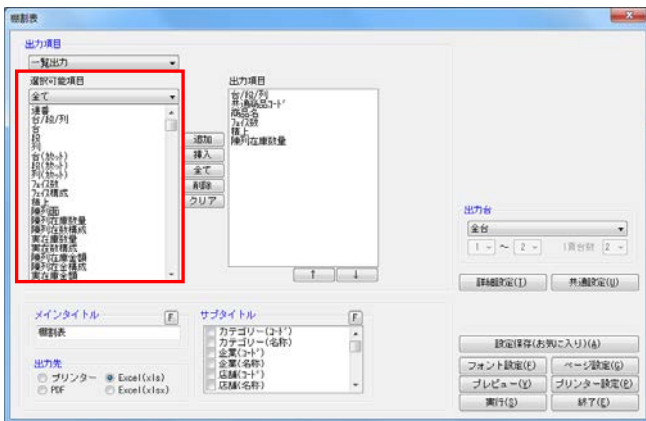 棚割表
出力項目
一覧出力
選択可能項目
全て
連番
台/段/列
台
段
列
台(カセット)
段(カセット)
列(カセット)
フェイス数
フェイス構成
積上
陳列面
陳列在庫数量
陳列在数構成
実在庫数量
実在数構成
陳列在庫金額
陳列在金構成
実在庫金額
追加
挿入
全て
削除
クリア
出力項目
台/段/列
共通商品コード
商品名
フェイス数
積上
陳列在庫数量
↑ ↓
出力台
全台
1 ~ 2 1頁台数 2
詳細設定(I) 共通設定(U)
メインタイトル F
棚割表
サブタイトル F
カテゴリー(コード)
カテゴリー(名称)
企業(コード)
企業(名称)
店舗(コード)
店舗(名称)
出力先
プリンター Excel(xls)
PDF Excel(xlsx)
設定保存(お気に入り)(A)
フォント設定(F) ページ設定(G)
プレビュー(V) プリンター設定(P)
実行(S) 終了(E)